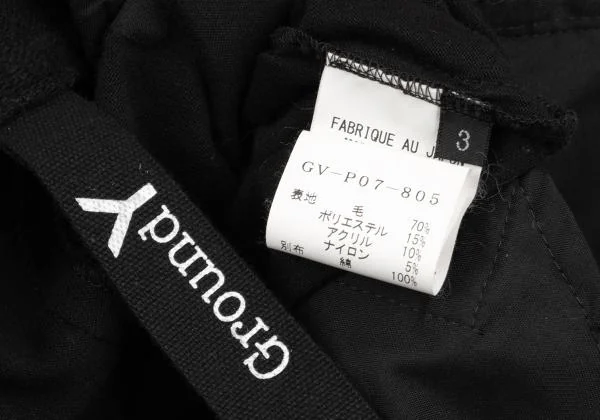 FABRIQUE AU JAPON
3
GV-P07-805
表地 毛 70%
ポリエステル 15%
アクリル 10%
ナイロン 5%
別布 綿 100%
Ground Y